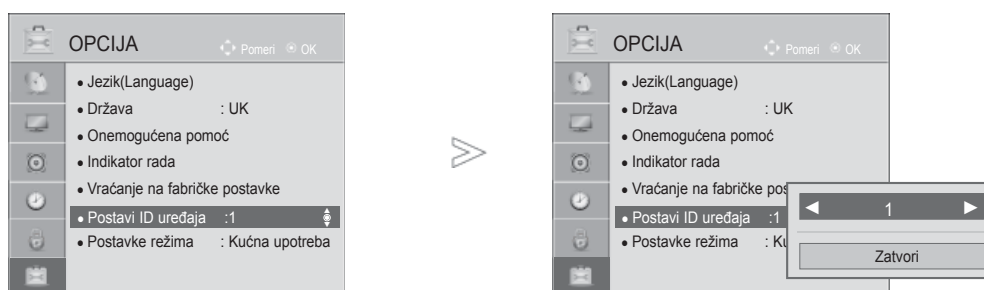 OPCIJA
Pomeri OK
• Jezik(Language)
• Država : UK
• Onemogućena pomoć
• Indikator rada
• Vraćanje na fabričke postavke
• Postavi ID uređaja :1
• Postavke režima : Kućna upotreba
OPCIJA
Pomeri OK
• Jezik(Language)
• Država : UK
• Onemogućena pomoć
• Indikator rada
• Vraćanje na fabričke pos
• Postavi ID uređaja :1
• Postavke režima : Ku
◄ 1 ►
Zatvori